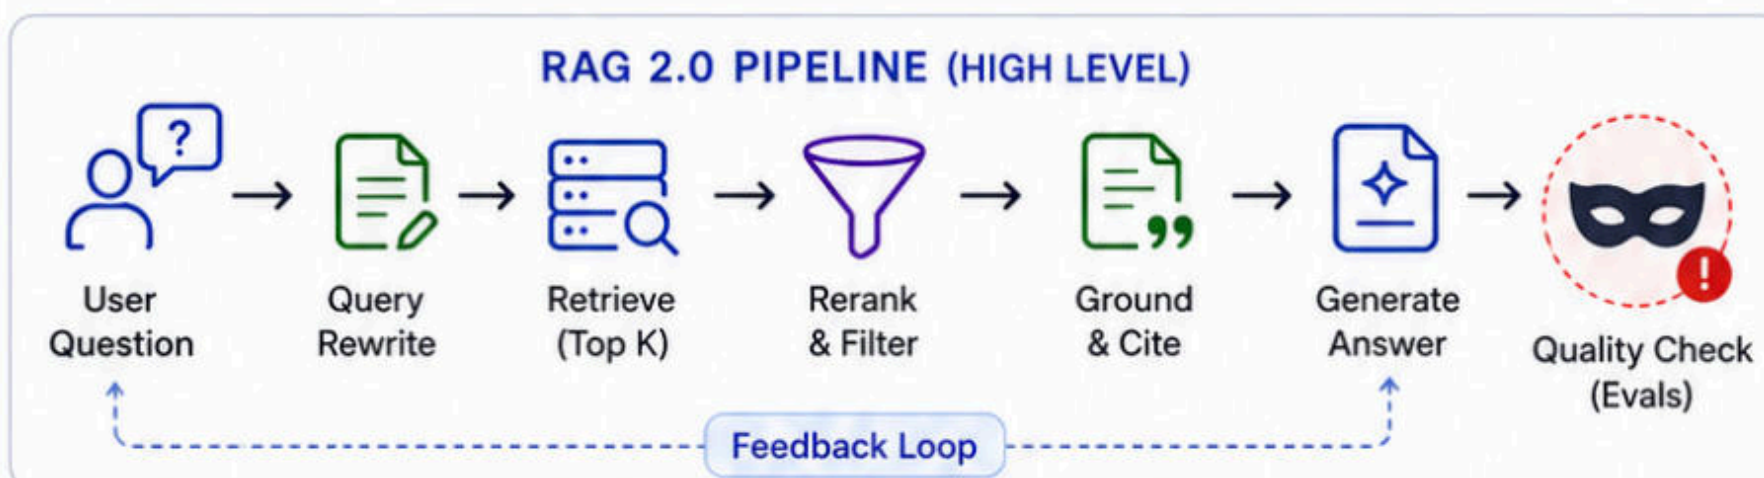 RAG 2.0 PIPELINE (HIGH LEVEL)
?
User
Question
Query
Rewrite
Retrieve
(Top K)
Rerank
& Filter
Ground
& Cite
Generate
Answer
!
Quality Check
(Evals)
Feedback Loop